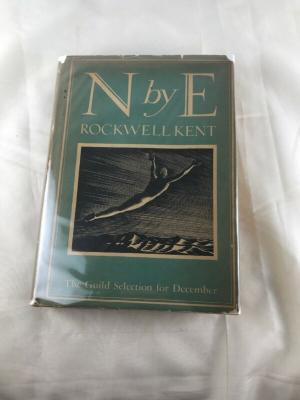 N by E
ROCKWELL KENT
The Guild Selection for December